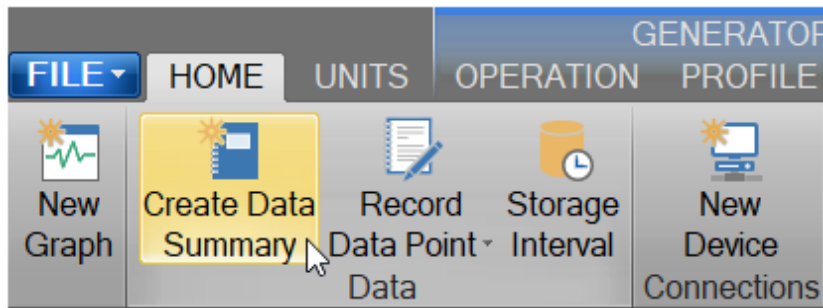 GENERATOR
FILE HOME UNITS OPERATION PROFILE
New Graph
Create Data Summary
Record Data Point
Storage Interval
New Device
Data
Connections